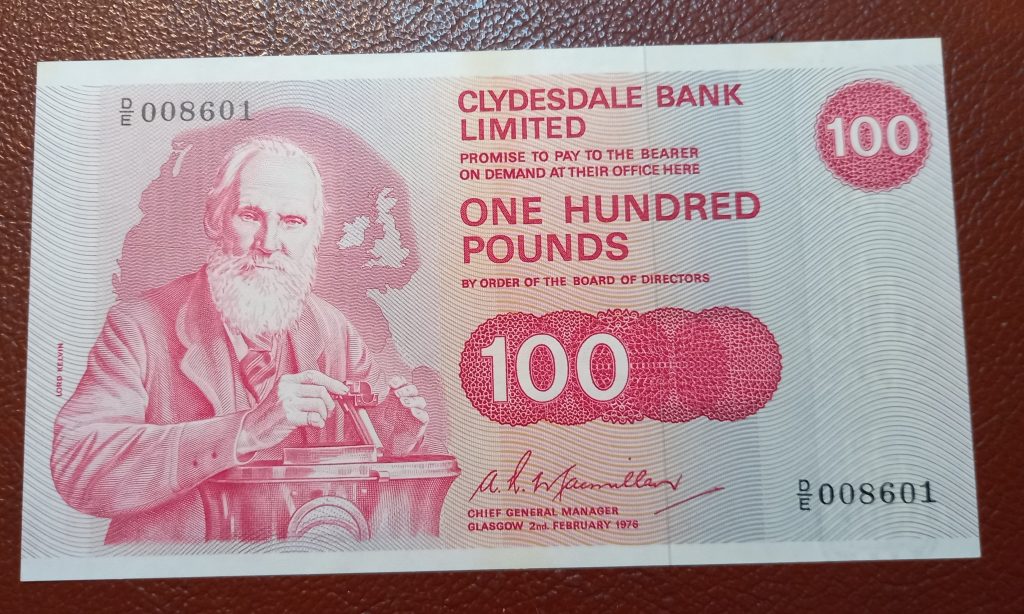 D/E 008601
CLYDESDALE BANK
LIMITED
PROMISE TO PAY TO THE BEARER
ON DEMAND AT THEIR OFFICE HERE
100
ONE HUNDRED
POUNDS
BY ORDER OF THE BOARD OF DIRECTORS
100
LORD KELVIN
A. R. Macmillan
CHIEF GENERAL MANAGER
GLASGOW 2nd. FEBRUARY 1976
D/E 008601